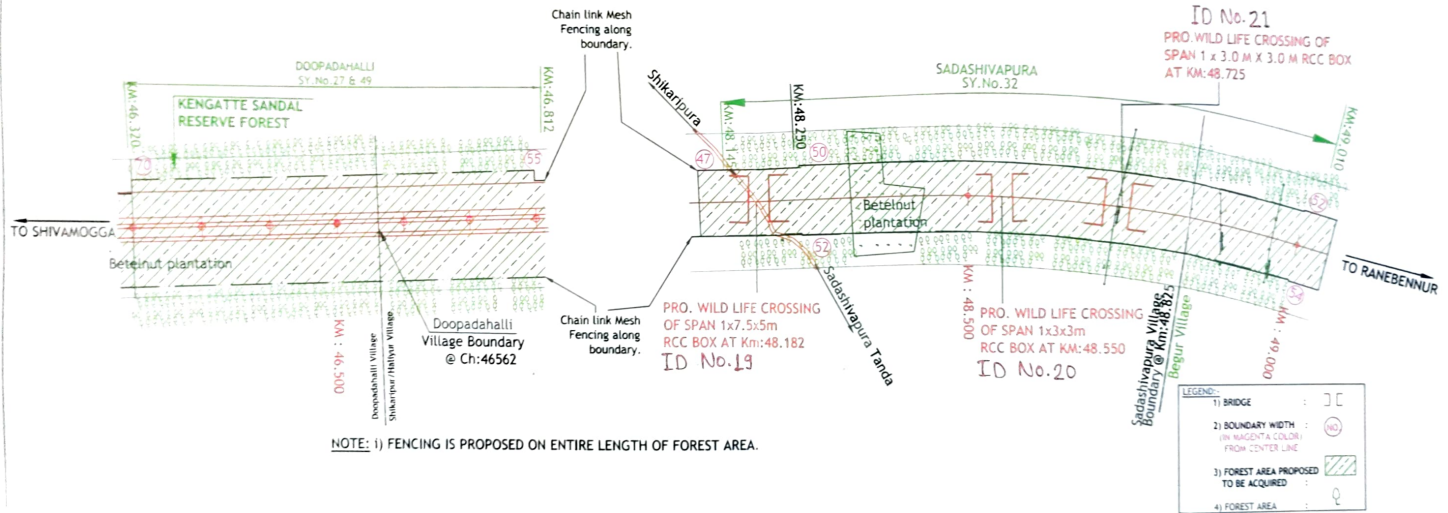 Chain link Mesh
Fencing along
boundary.
ID No.21
PRO.WILD LIFE CROSSING OF
SPAN 1 x 3.0 M X 3.0 M RCC BOX
AT KM:48.725
DOOPADAHALLI
SY.No.27 & 49
KM:46.320
KM:46.812
KENGATTE SANDAL
RESERVE FOREST
Shikaripura
KM:48.145
KM:48.250
SADASHIVAPURA
SY.No.32
KM:49.010
55
47
50
52
52
TO SHIVAMOGGA
Betelnut plantation
Betelnut
plantation
TO RANEBENNUR
Doopadahalli
Village Boundary
@ Ch:46562
KM : 46.500
Doopadahalli Village
Chain link Mesh
Fencing along
boundary.
PRO. WILD LIFE CROSSING
OF SPAN 1x7.5x5m
RCC BOX AT Km:48.182
ID No.19
Sadashivapura Tanda
KM : 48.500
PRO. WILD LIFE CROSSING
OF SPAN 1x3x3m
RCC BOX AT KM:48.550
ID No.20
Sadashivapura Village
Boundary @ Km:48.825
Begur Village
KM : 49.000
NOTE: i) FENCING IS PROPOSED ON ENTIRE LENGTH OF FOREST AREA.
LEGEND:-
1) BRIDGE :
2) BOUNDARY WIDTH : NO.
(IN MAGENTA COLOR)
FROM CENTER LINE
3) FOREST AREA PROPOSED
TO BE ACQUIRED :
4) FOREST AREA :